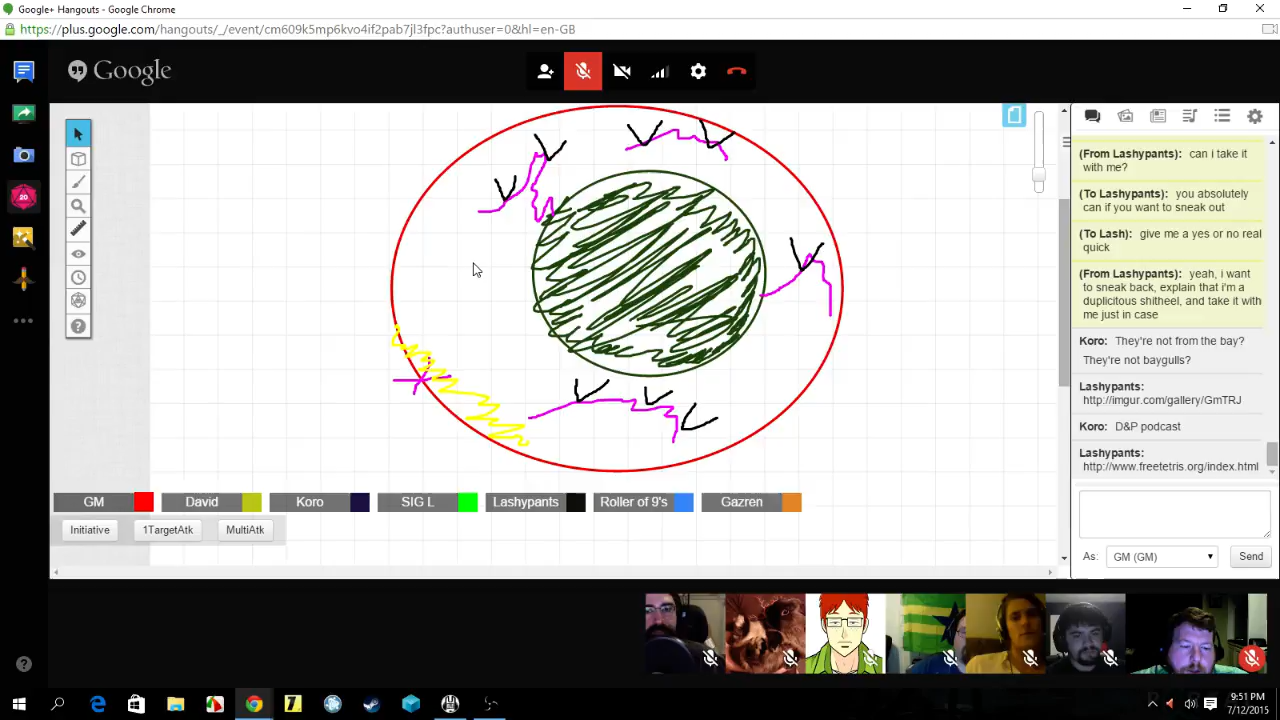 Google+ Hangouts - Google Chrome
https://plus.google.com/hangouts/_/event/cm609k5mp6kvo4if2pab7jl3fpc?authuser=0&hl=en-GB
Google
(From Lashypants): can i take it
with me?
(To Lashypants): you absolutely
can if you want to sneak out
(To Lash): give me a yes or no real
quick
(From Lashypants): yeah, i want
to sneak back, explain that i'm a
duplicitous shitheel, and take it with
me just in case
Koro: They're not from the bay?
They're not baygulls?
Lashypants:
http://imgur.com/gallery/GmTRJ
Koro: D&P podcast
Lashypants:
http://www.freetetris.org/index.html
GM David Koro SIG L Lashypants Roller of 9's Gazren
Initiative 1TargetAtk MultiAtk
As: GM (GM) Send
9:51 PM
7/12/2015